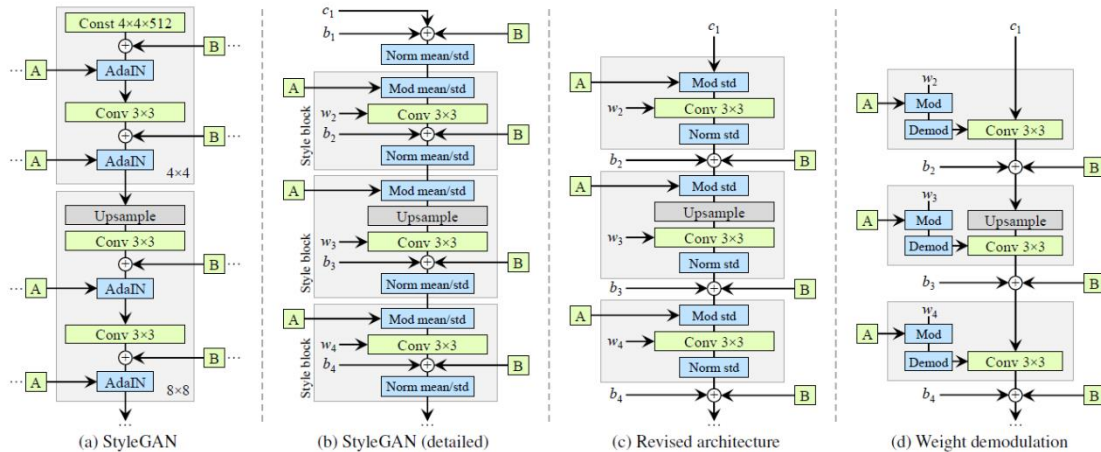 Const 4×4×512
B ···
··· A
AdaIN
Conv 3×3
B ···
··· A
AdaIN
4×4
Upsample
Conv 3×3
B ···
··· A
AdaIN
Conv 3×3
B ···
··· A
AdaIN
8×8
...
(a) StyleGAN
c1
b1
B
Norm mean/std
Style block
A
Mod mean/std
w2
Conv 3×3
b2
B
Norm mean/std
Style block
A
Mod mean/std
Upsample
w3
Conv 3×3
b3
B
Norm mean/std
Style block
A
Mod mean/std
w4
Conv 3×3
b4
B
Norm mean/std
...
(b) StyleGAN (detailed)
c1
A
Mod std
w2
Conv 3×3
Norm std
b2
B
A
Mod std
Upsample
w3
Conv 3×3
Norm std
b3
B
A
Mod std
w4
Conv 3×3
Norm std
b4
B
...
(c) Revised architecture
c1
w2
A
Mod
Demod
Conv 3×3
b2
B
w3
A
Mod
Upsample
Demod
Conv 3×3
b3
B
w4
A
Mod
Demod
Conv 3×3
b4
B
...
(d) Weight demodulation